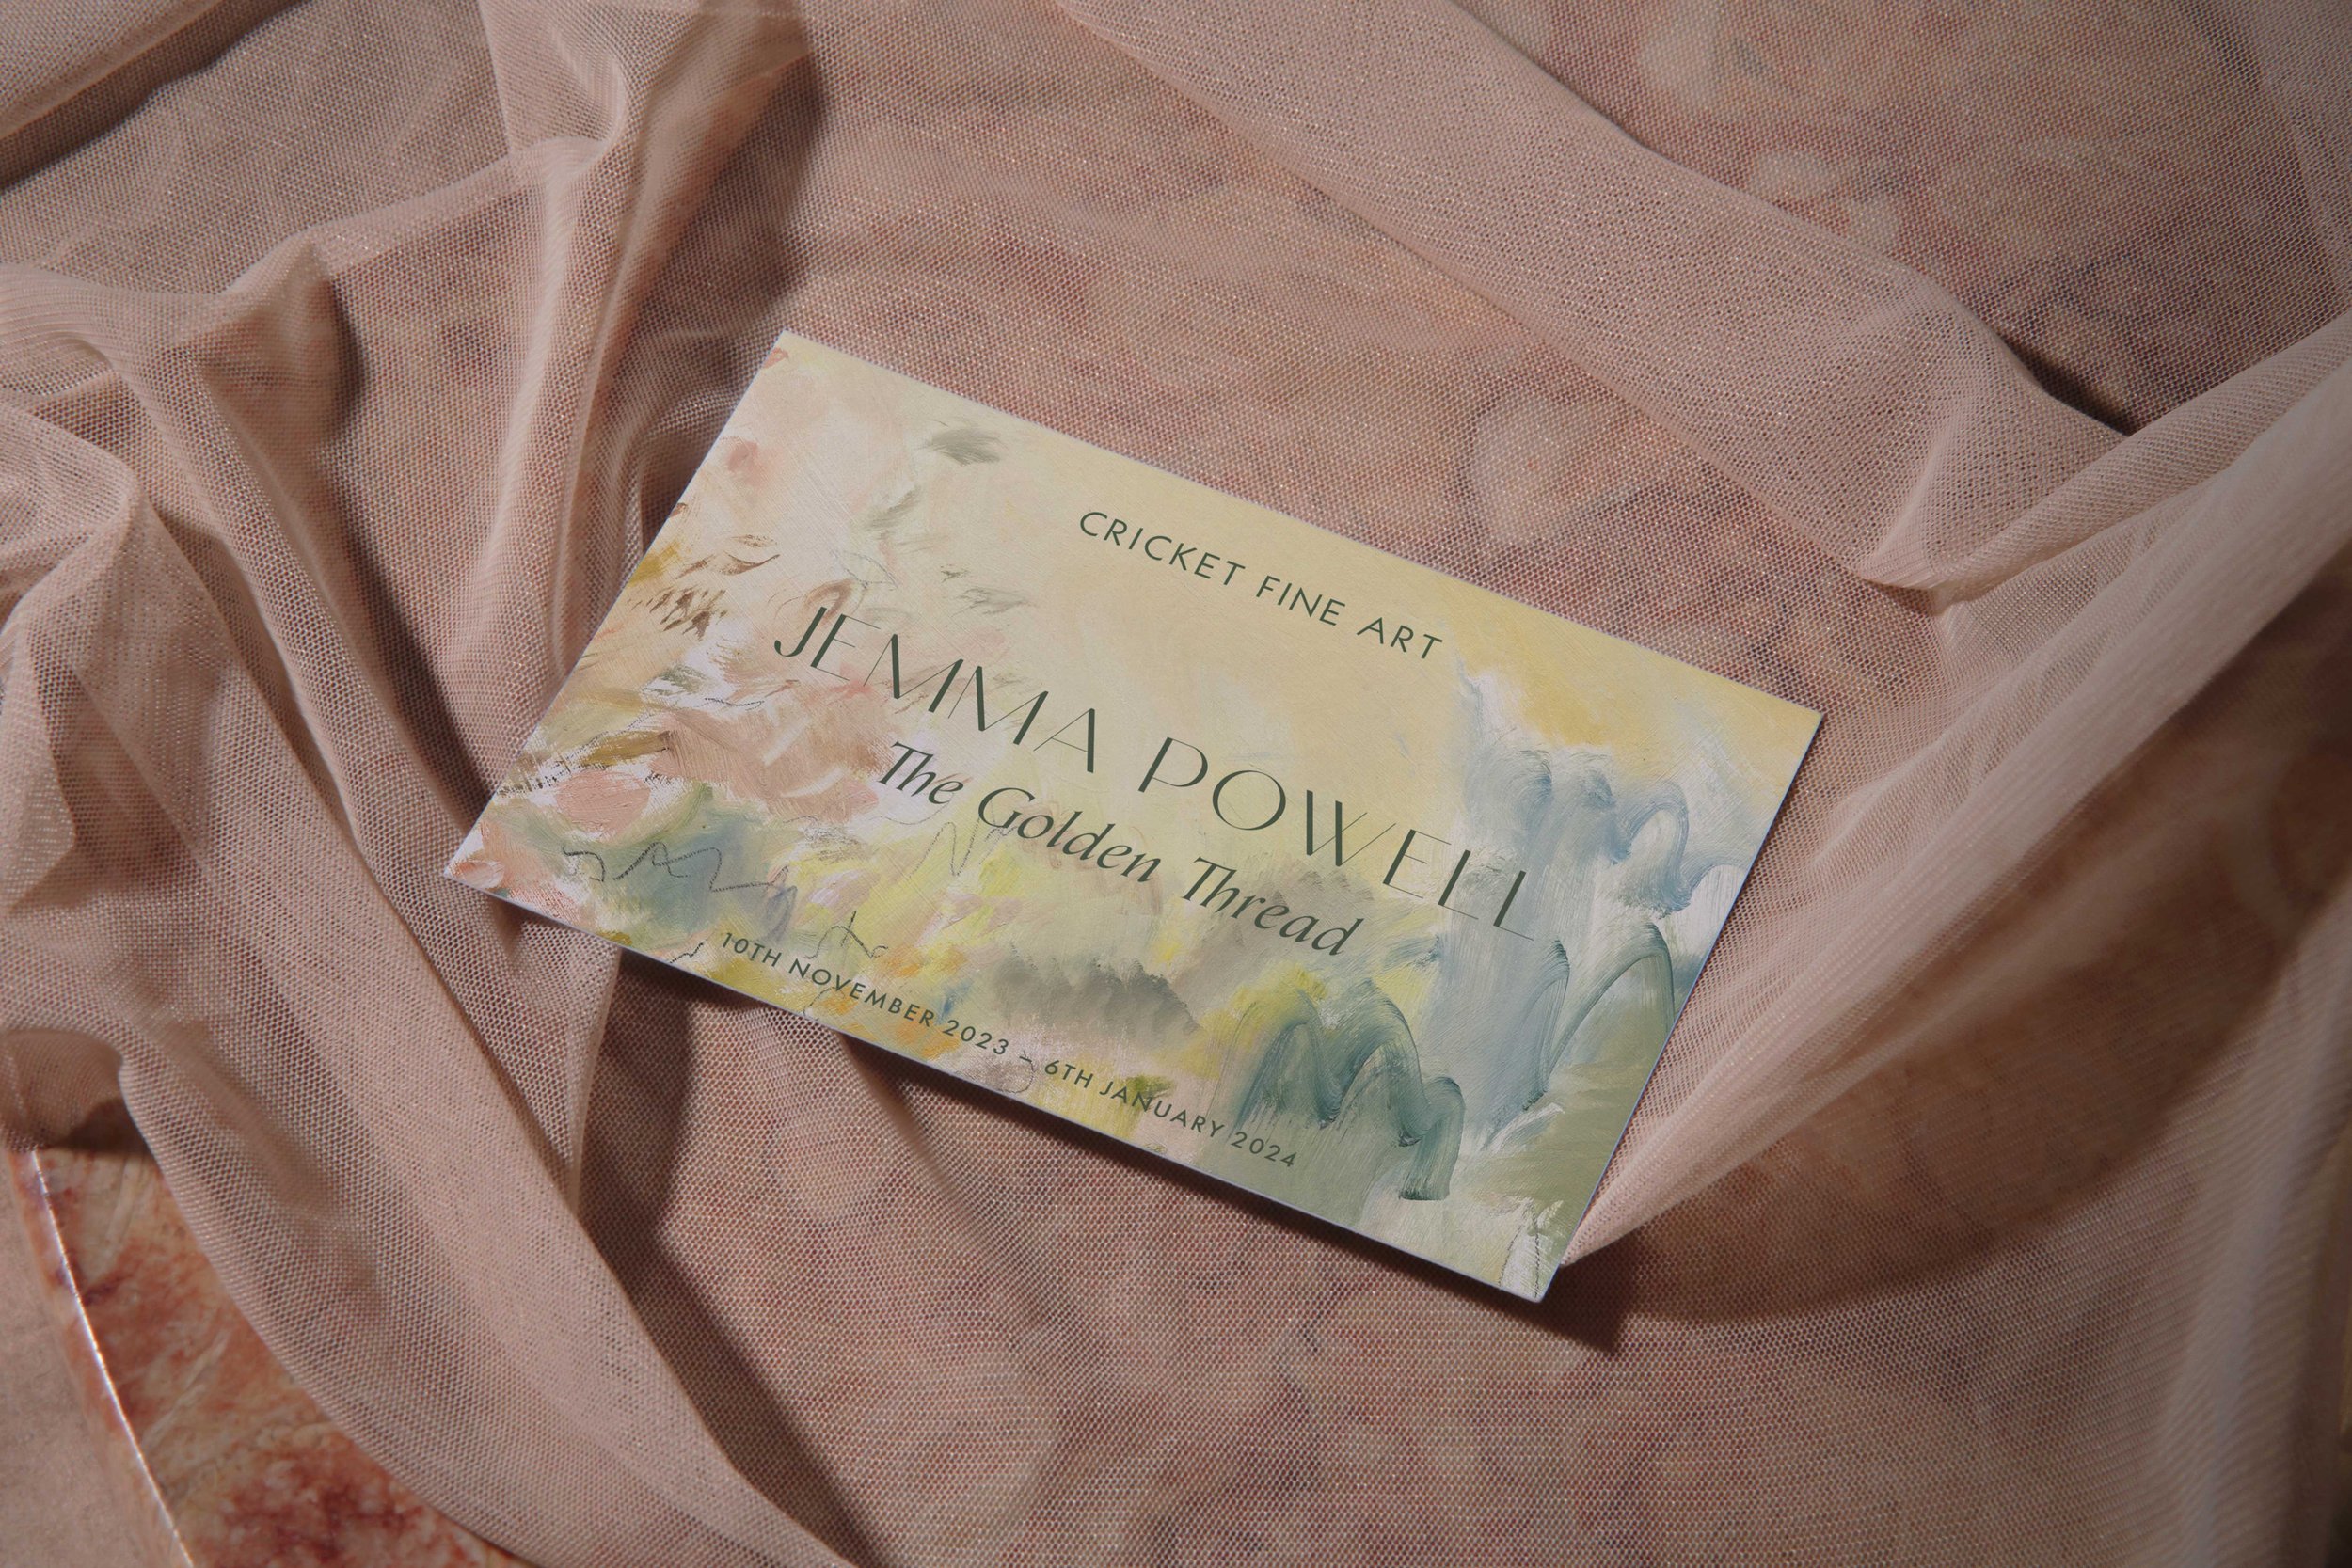 CRICKET FINE ART
JEMMA POWELL
The Golden Thread
10TH NOVEMBER 2023 – 6TH JANUARY 2024